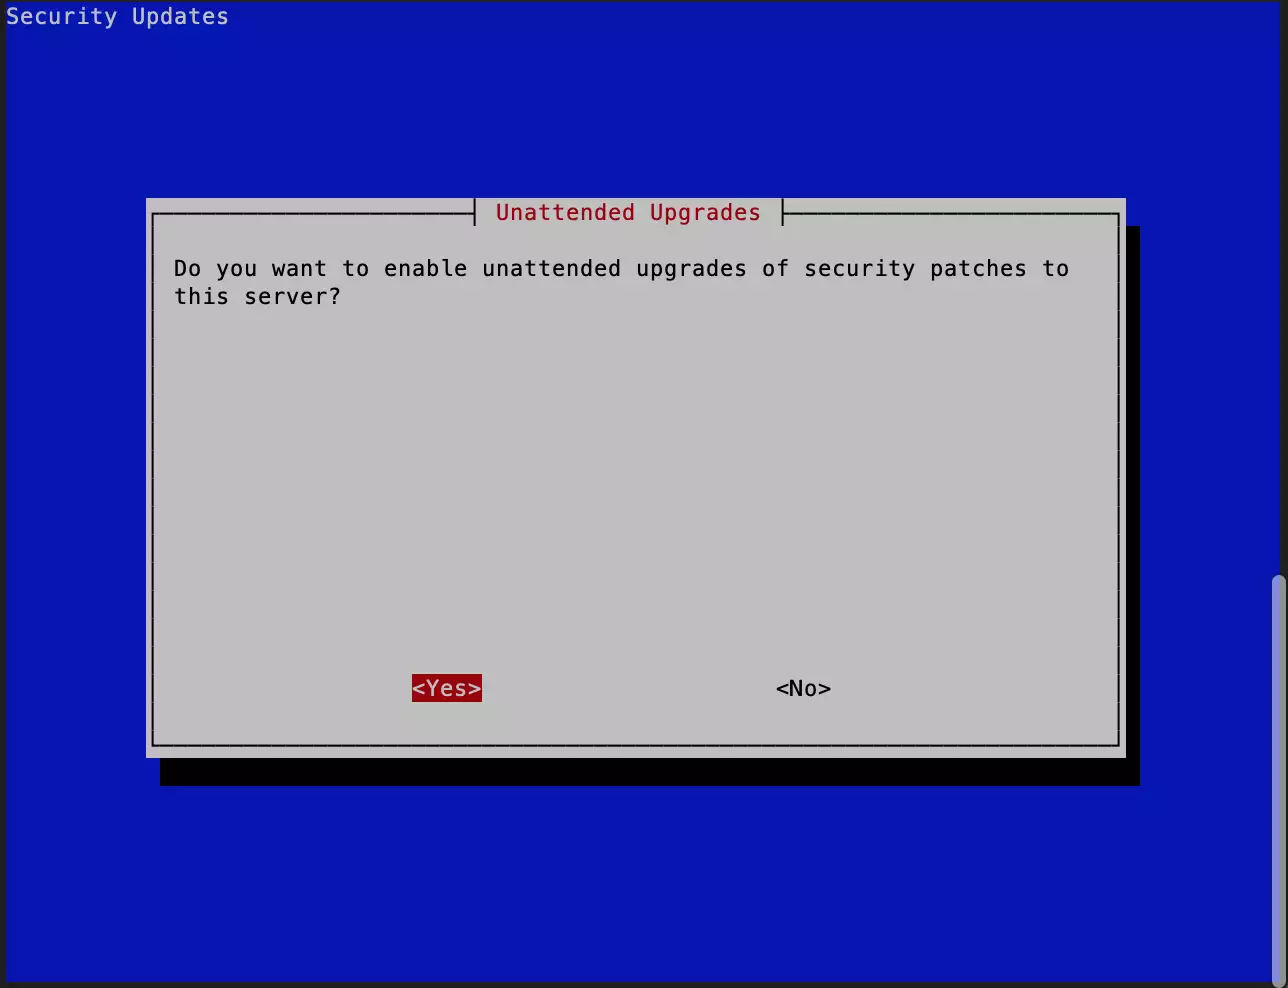 Security Updates
Unattended Upgrades
Do you want to enable unattended upgrades of security patches to
this server?
<Yes> <No>